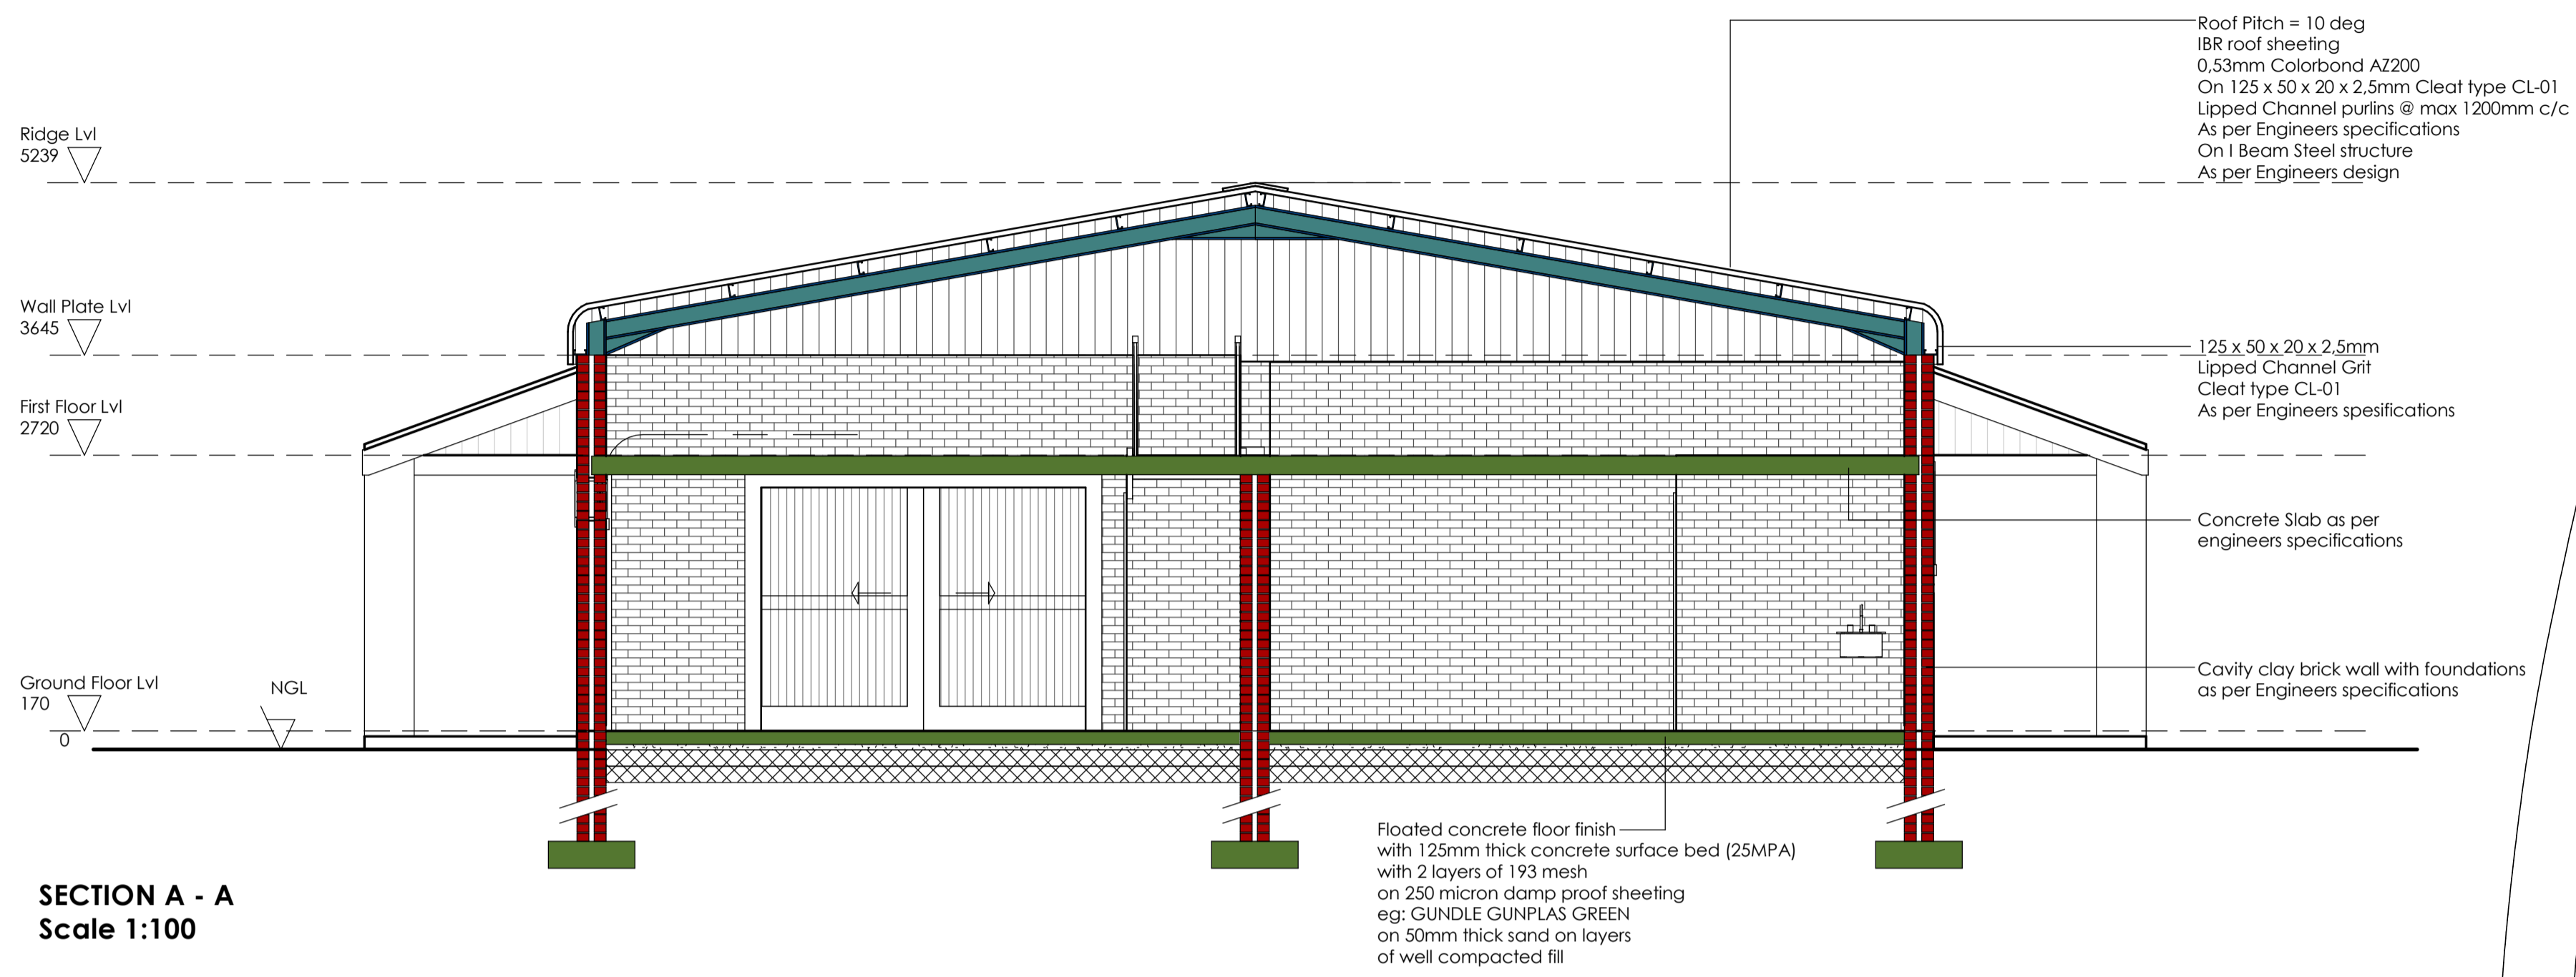 Roof Pitch = 10 deg
IBR roof sheeting
0,53mm Colorbond AZ200
On 125 x 50 x 20 x 2,5mm Cleat type CL-01
Lipped Channel purlins @ max 1200mm c/c
As per Engineers specifications
On I Beam Steel structure
As per Engineers design
Ridge Lvl
5239
Wall Plate Lvl
3645
125 x 50 x 20 x 2,5mm
Lipped Channel Grit
Cleat type CL-01
As per Engineers spesifications
First Floor Lvl
2720
Concrete Slab as per
engineers specifications
Cavity clay brick wall with foundations
as per Engineers specifications
Ground Floor Lvl
170
NGL
0
Floated concrete floor finish
with 125mm thick concrete surface bed (25MPA)
with 2 layers of 193 mesh
on 250 micron damp proof sheeting
eg: GUNDLE GUNPLAS GREEN
on 50mm thick sand on layers
of well compacted fill
SECTION A - A
Scale 1:100